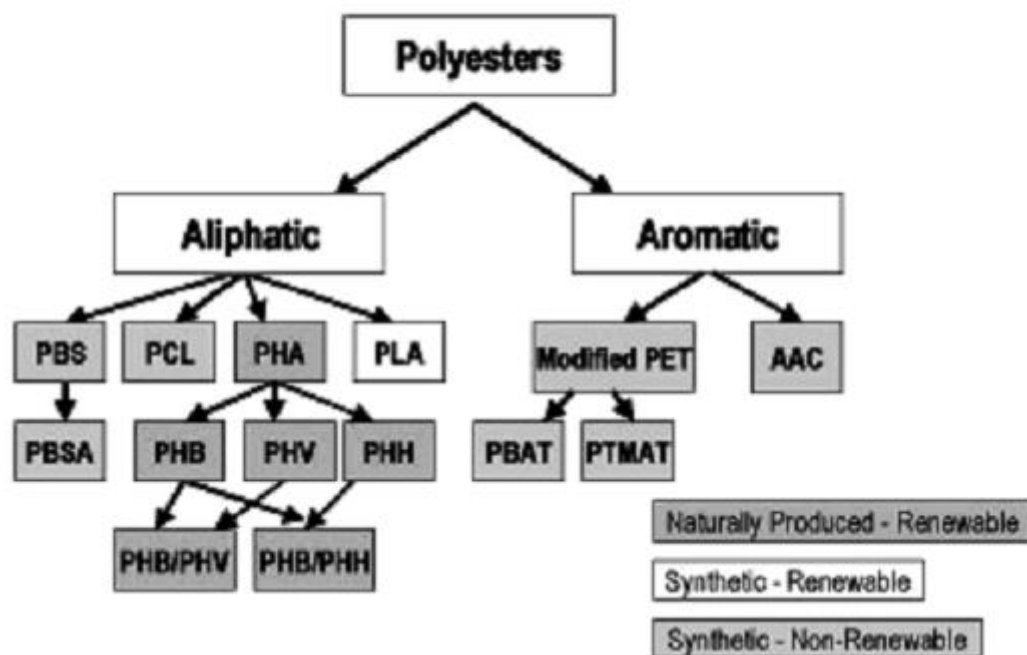 Polyesters
Aliphatic
Aromatic
PBS
PCL
PHA
PLA
Modified PET
AAC
PBSA
PHB
PHV
PHH
PBAT
PTMAT
PHB/PHV
PHB/PHH
Naturally Produced - Renewable
Synthetic - Renewable
Synthetic - Non-Renewable